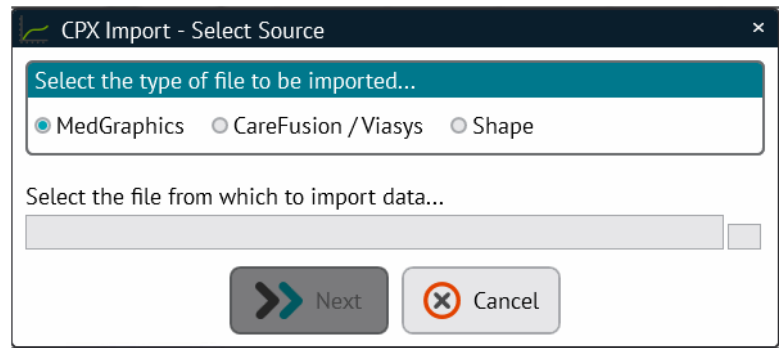 CPX Import - Select Source
Select the type of file to be imported...
MedGraphics CareFusion / Viasys Shape
Select the file from which to import data...
Next Cancel